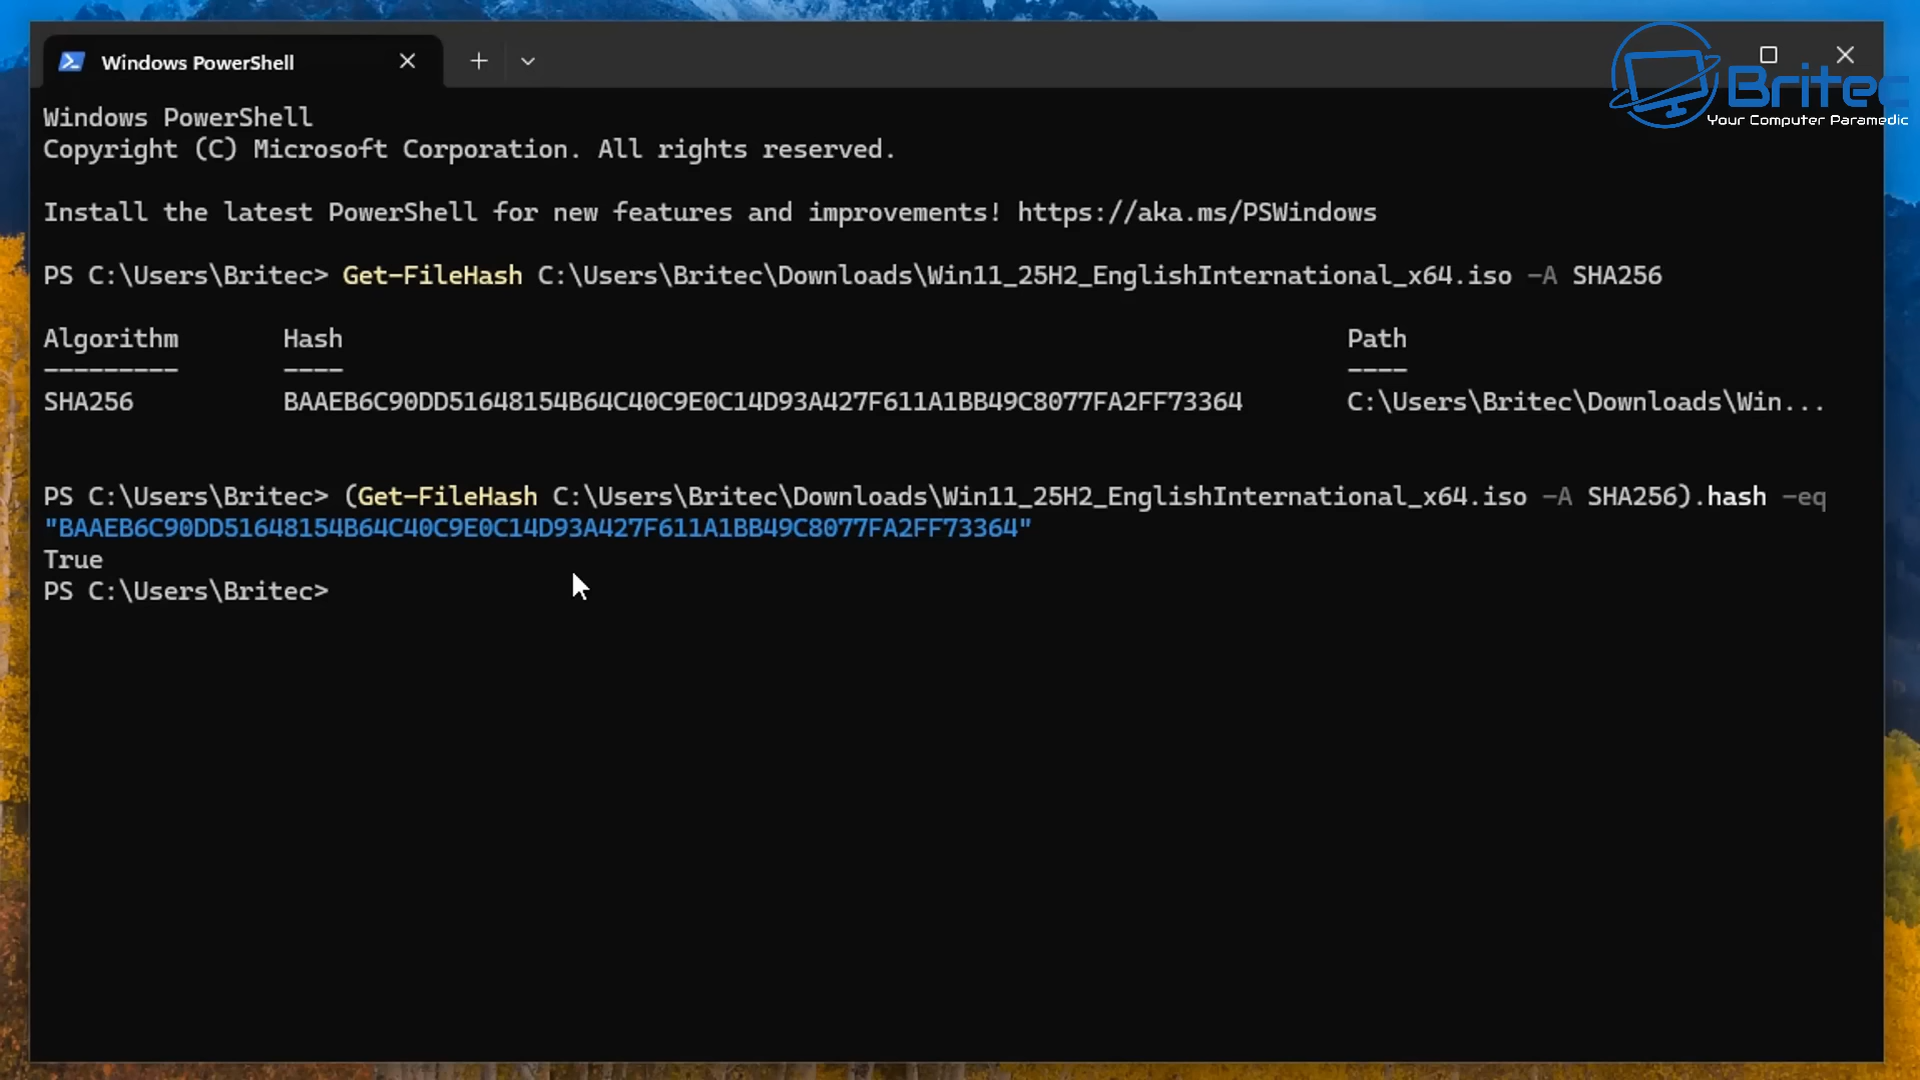 Windows PowerShell
Britec
Your Computer Paramedic
Windows PowerShell
Copyright (C) Microsoft Corporation. All rights reserved.
Install the latest PowerShell for new features and improvements! https://aka.ms/PSWindows
PS C:\Users\Britec> Get-FileHash C:\Users\Britec\Downloads\Win11_25H2_EnglishInternational_x64.iso -A SHA256
Algorithm Hash Path
--------- ---- ----
SHA256 BAAEB6C90DD51648154B64C40C9E0C14D93A427F611A1BB49C8077FA2FF73364 C:\Users\Britec\Downloads\Win...
PS C:\Users\Britec> (Get-FileHash C:\Users\Britec\Downloads\Win11_25H2_EnglishInternational_x64.iso -A SHA256).hash -eq
"BAAEB6C90DD51648154B64C40C9E0C14D93A427F611A1BB49C8077FA2FF73364"
True
PS C:\Users\Britec>